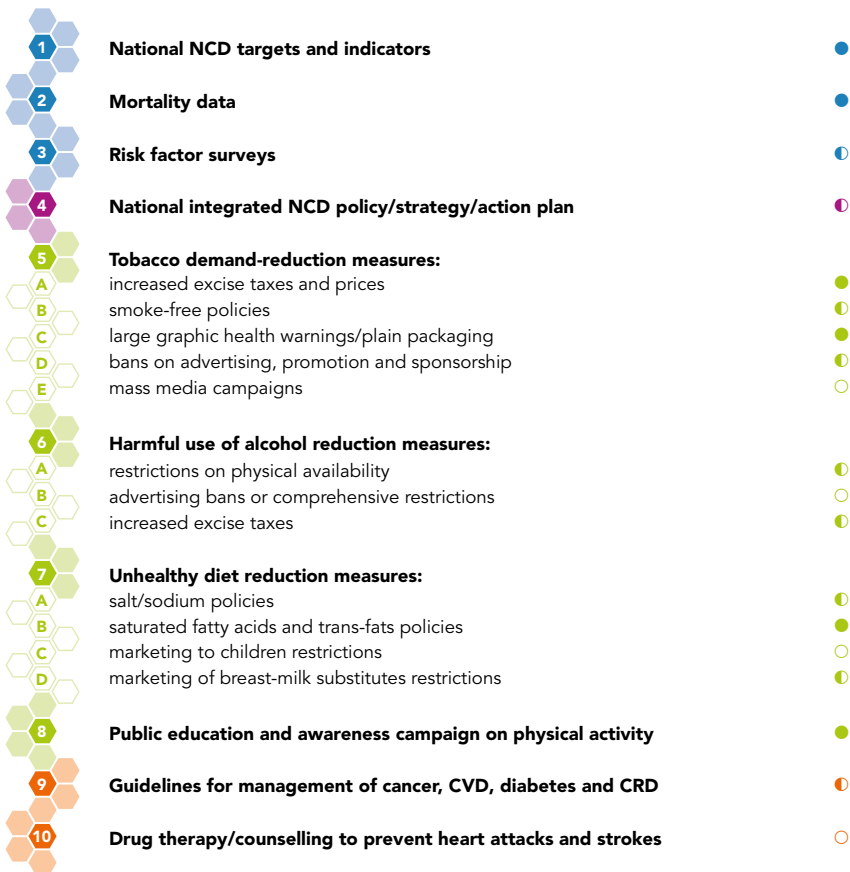 1 National NCD targets and indicators
2 Mortality data
3 Risk factor surveys
4 National integrated NCD policy/strategy/action plan
5 Tobacco demand-reduction measures:
A increased excise taxes and prices
B smoke-free policies
C large graphic health warnings/plain packaging
D bans on advertising, promotion and sponsorship
E mass media campaigns
6 Harmful use of alcohol reduction measures:
A restrictions on physical availability
B advertising bans or comprehensive restrictions
C increased excise taxes
7 Unhealthy diet reduction measures:
A salt/sodium policies
B saturated fatty acids and trans-fats policies
C marketing to children restrictions
D marketing of breast-milk substitutes restrictions
8 Public education and awareness campaign on physical activity
9 Guidelines for management of cancer, CVD, diabetes and CRD
10 Drug therapy/counselling to prevent heart attacks and strokes